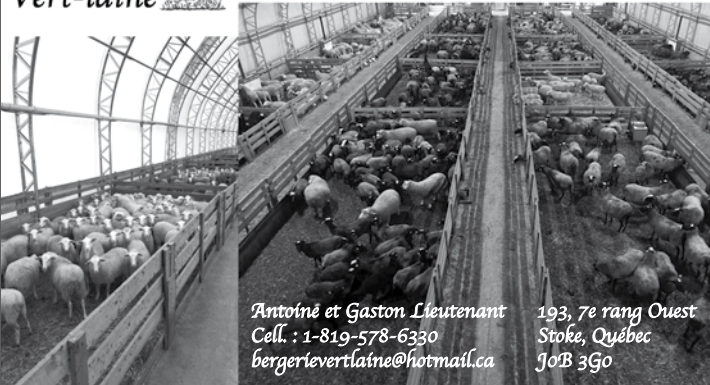 Vert-laine
Antoine et Gaston Lieutenant
Cell. : 1-819-578-6330
bergerievertlaine@hotmail.ca
193, 7e rang Ouest
Stoke, Québec
J0B 3G0